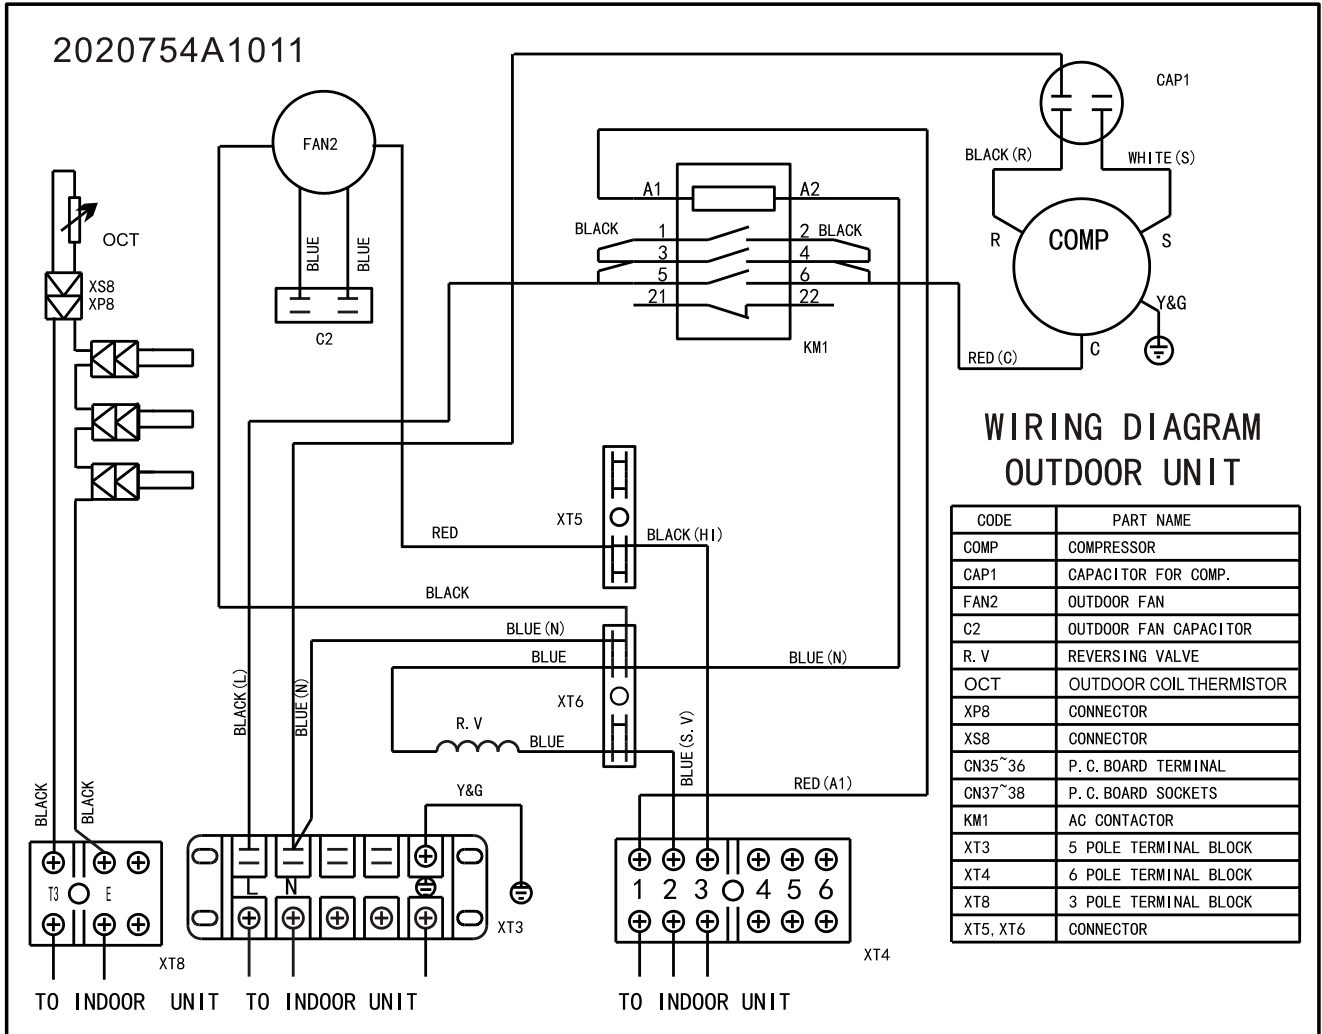 2020754A1011
CAP1
FAN2
BLACK(R)
WHITE(S)
A1
A2
OCT
BLUE
BLUE
BLACK
1
2
BLACK
3
4
5
6
21
22
R
COMP
S
XS8
XP8
Y&G
C2
KM1
RED(C)
C
WIRING DIAGRAM
OUTDOOR UNIT
XT5
RED
BLACK(HI)
CODE
PART NAME
COMP
COMPRESSOR
CAP1
CAPACITOR FOR COMP.
FAN2
OUTDOOR FAN
C2
OUTDOOR FAN CAPACITOR
R.V
REVERSING VALVE
OCT
OUTDOOR COIL THERMISTOR
XP8
CONNECTOR
XS8
CONNECTOR
CN35~36
P.C.BOARD TERMINAL
CN37~38
P.C.BOARD SOCKETS
KM1
AC CONTACTOR
XT3
5 POLE TERMINAL BLOCK
XT4
6 POLE TERMINAL BLOCK
XT8
3 POLE TERMINAL BLOCK
XT5,XT6
CONNECTOR
BLACK
BLUE(N)
BLUE
BLUE(N)
BLACK(L)
BLUE(N)
XT6
R.V
BLUE
BLUE(S.V)
BLACK
BLACK
Y&G
RED(A1)
T3
E
L
N
1
2
3
4
5
6
XT8
XT3
XT4
TO INDOOR UNIT
TO INDOOR UNIT
TO INDOOR UNIT